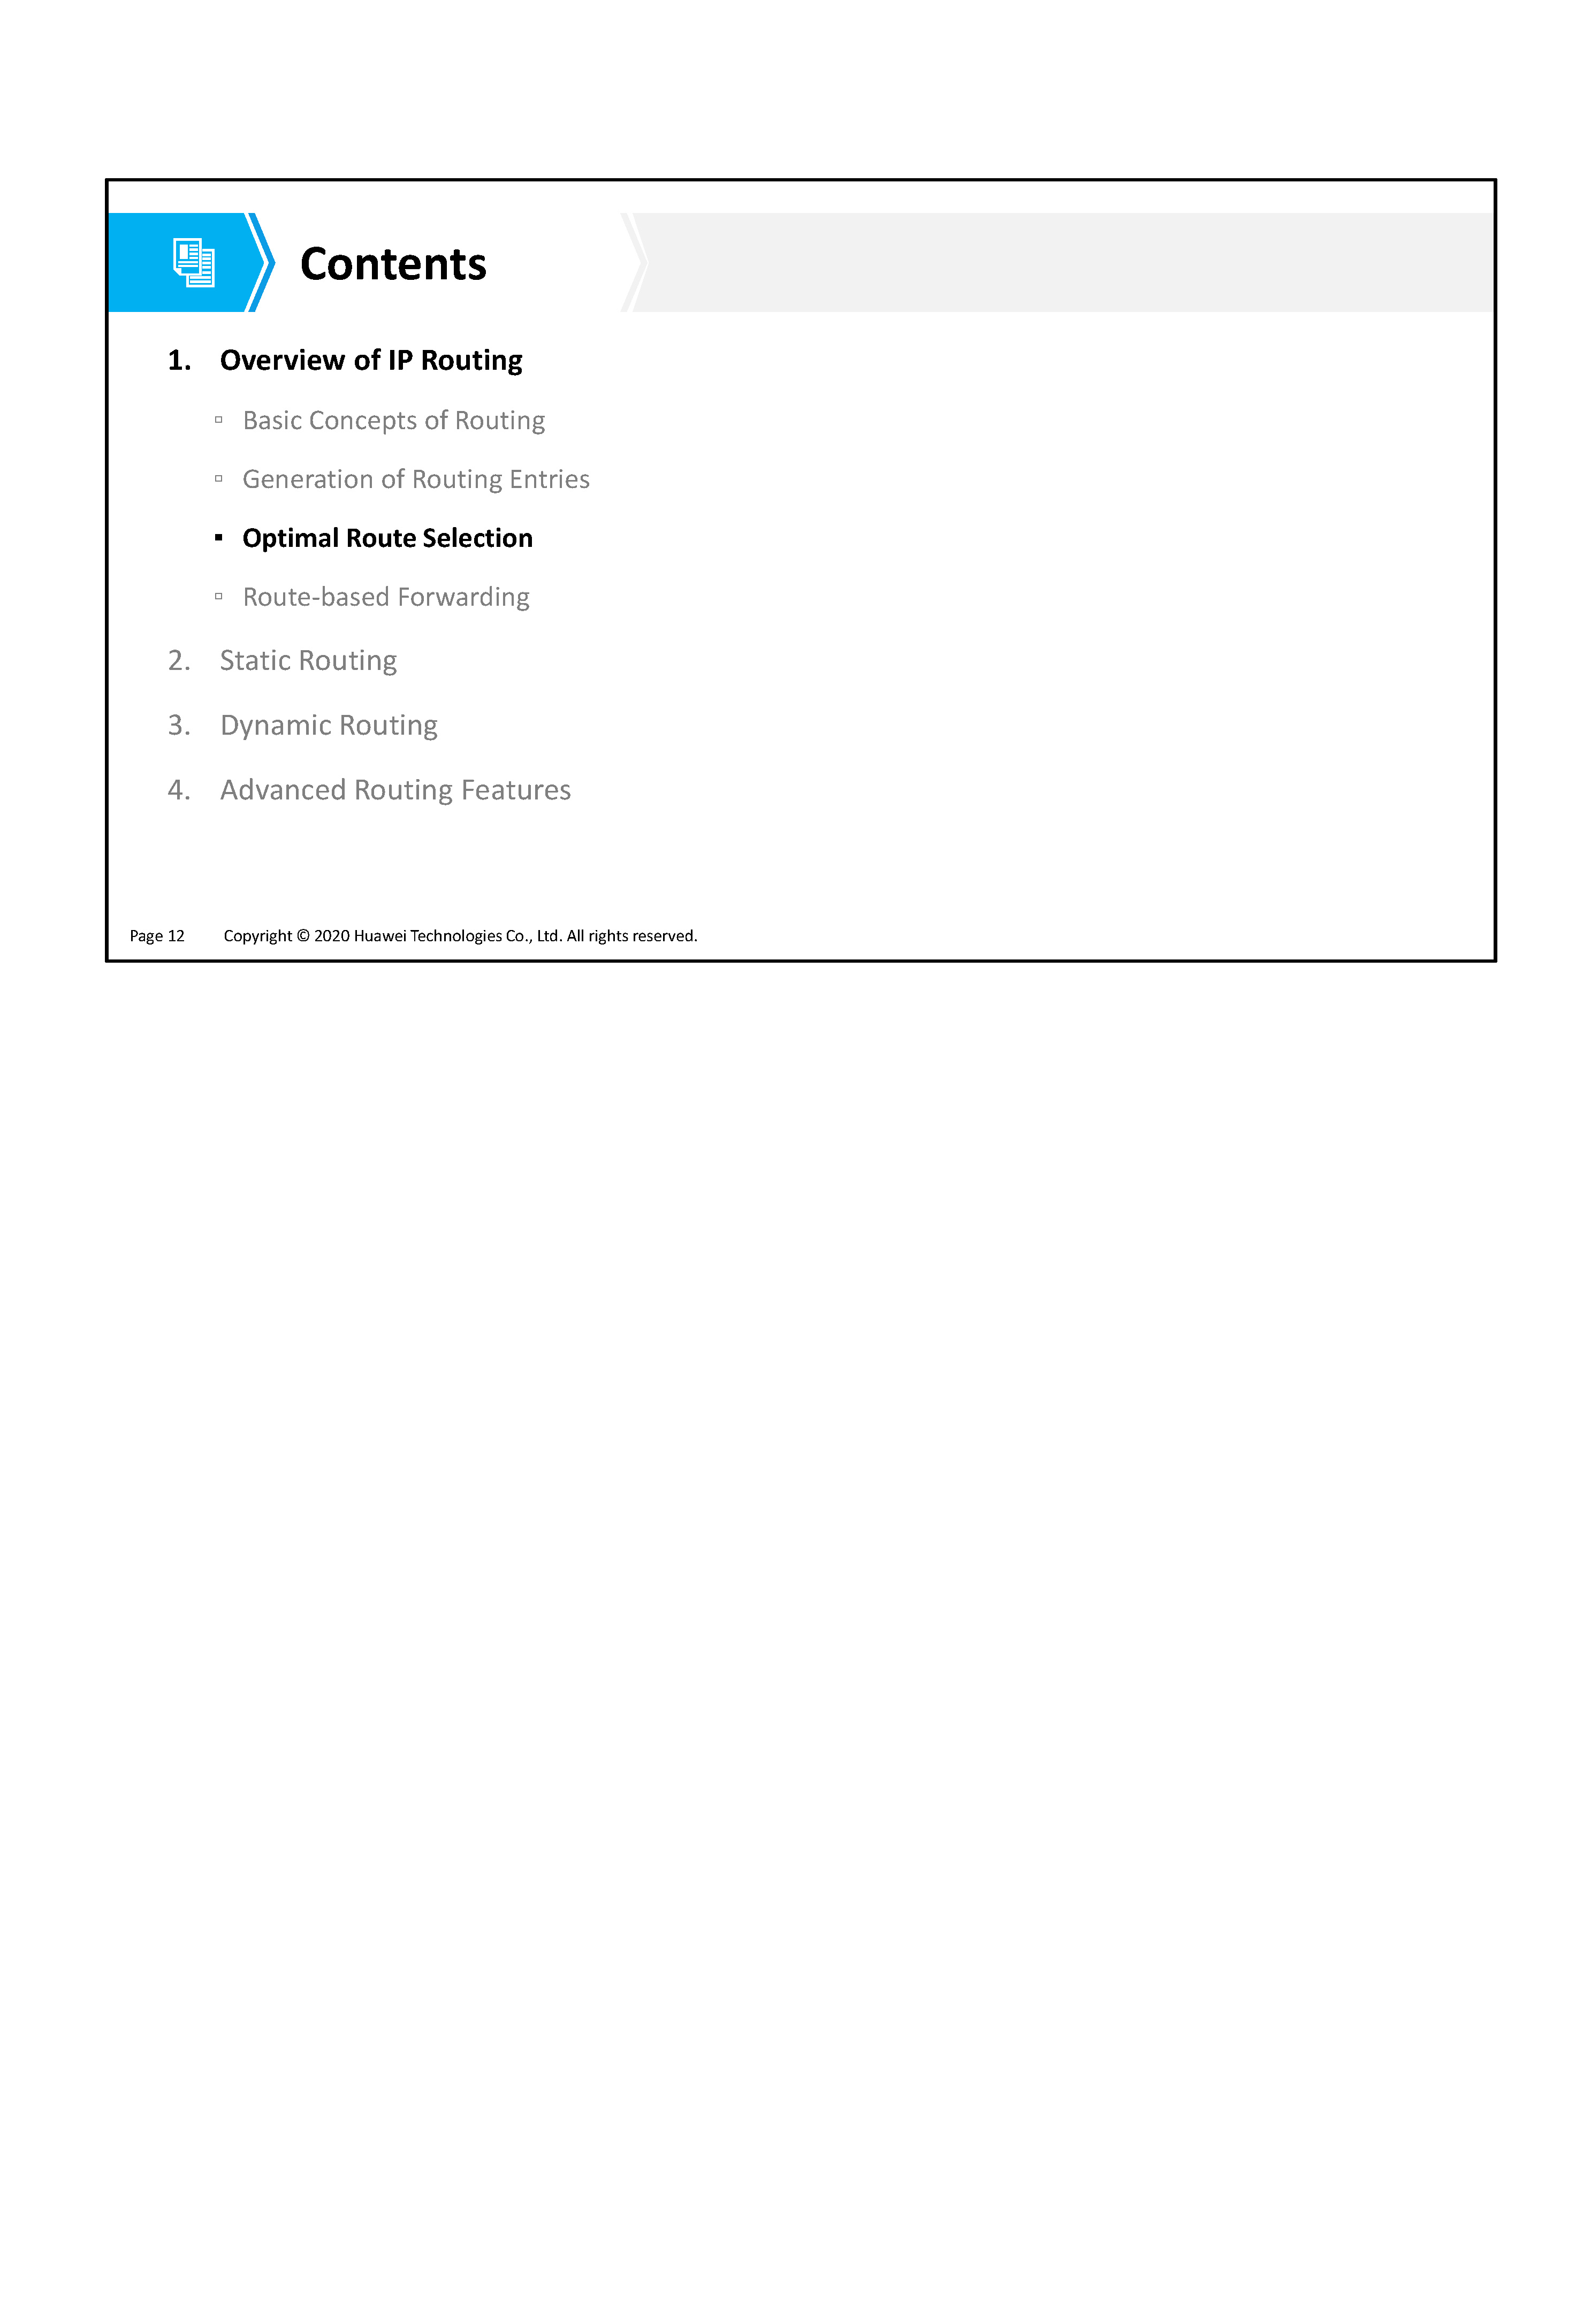 Contents
1. Overview of IP Routing
▫ Basic Concepts of Routing
▫ Generation of Routing Entries
▪ Optimal Route Selection
▫ Route-based Forwarding
2. Static Routing
3. Dynamic Routing
4. Advanced Routing Features
Page 12 Copyright © 2020 Huawei Technologies Co., Ltd. All rights reserved.